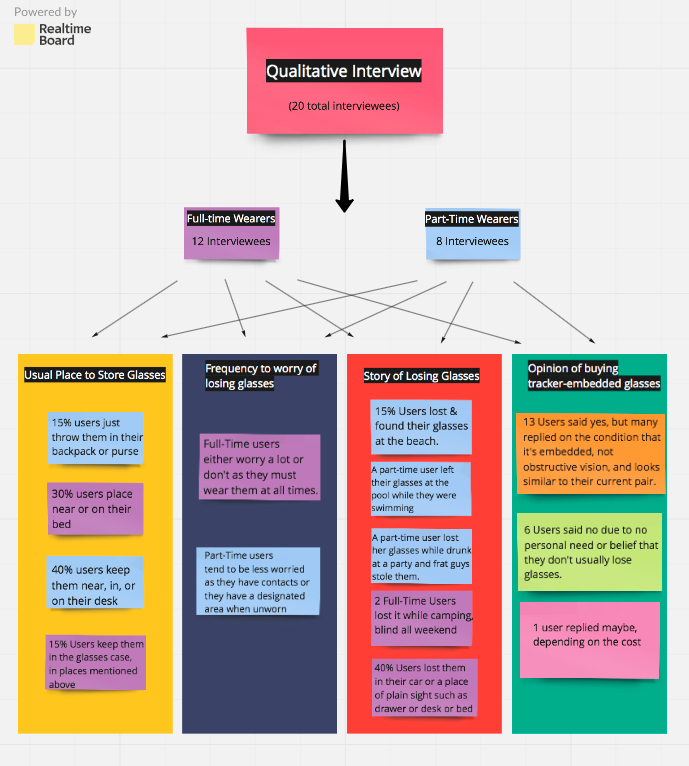 Powered by
Realtime
Board
Qualitative Interview
(20 total interviewees)
Full-time Wearers
12 Interviewees
Part-Time Wearers
8 Interviewees
Usual Place to Store Glasses
15% users just
throw them in their
backpack or purse
30% users place
near or on their
bed
40% users keep
them near, in, or
on their desk
15% Users keep them
in the glasses case,
in places mentioned
above
Frequency to worry of
losing glasses
Full-Time users
either worry a lot or
don't as they must
wear them at all times.
Part-Time users
tend to be less worried
as they have contacts or
they have a designated
area when unworn
Story of Losing Glasses
15% Users lost &
found their glasses
at the beach.
A part-time user left
their glasses at the
pool while they were
swimming
A part-time user lost
her glasses while drunk
at a party and frat guys
stole them.
2 Full-Time Users
lost it while camping,
blind all weekend
40% Users lost them
in their car or a place
of plain sight such as
drawer or desk or bed
Opinion of buying
tracker-embedded glasses
13 Users said yes, but many
replied on the condition that
it's embedded, not
obstructive vision, and looks
similar to their current pair.
6 Users said no due to no
personal need or belief that
they don't usually lose
glasses.
1 user replied maybe,
depending on the cost